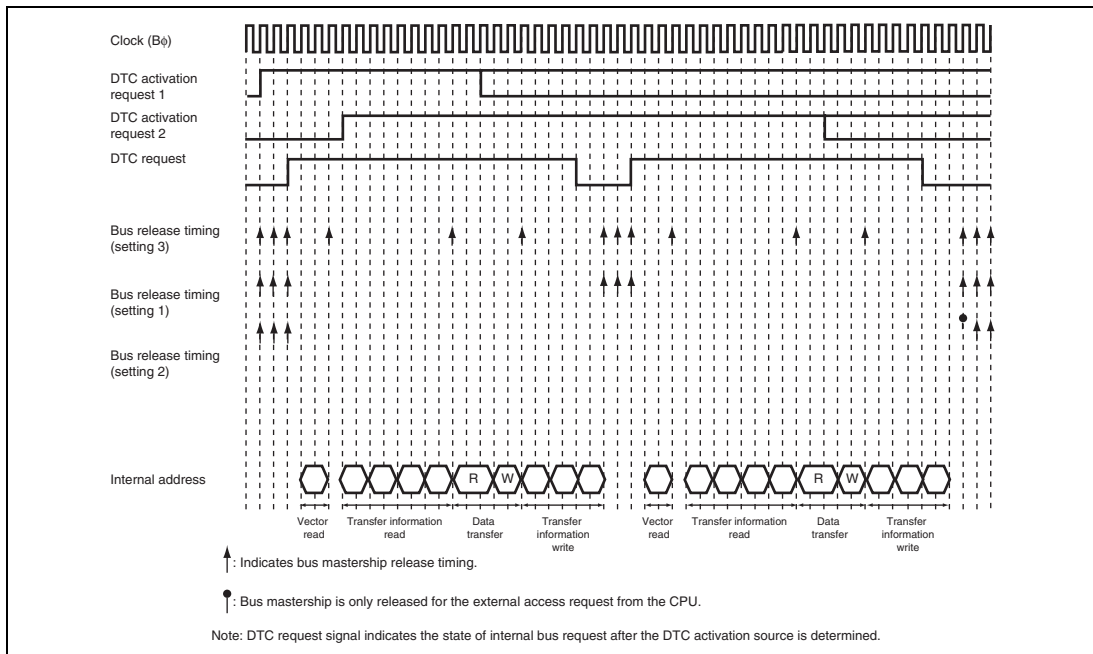 Clock (Bϕ)
DTC activation
request 1
DTC activation
request 2
DTC request
Bus release timing
(setting 3)
Bus release timing
(setting 1)
Bus release timing
(setting 2)
Internal address
R
W
R
W
Vector
read
Transfer information
read
Data
transfer
Transfer
information
write
Vector
read
Transfer information
read
Data
transfer
Transfer
information
write
: Indicates bus mastership release timing.
: Bus mastership is only released for the external access request from the CPU.
Note: DTC request signal indicates the state of internal bus request after the DTC activation source is determined.